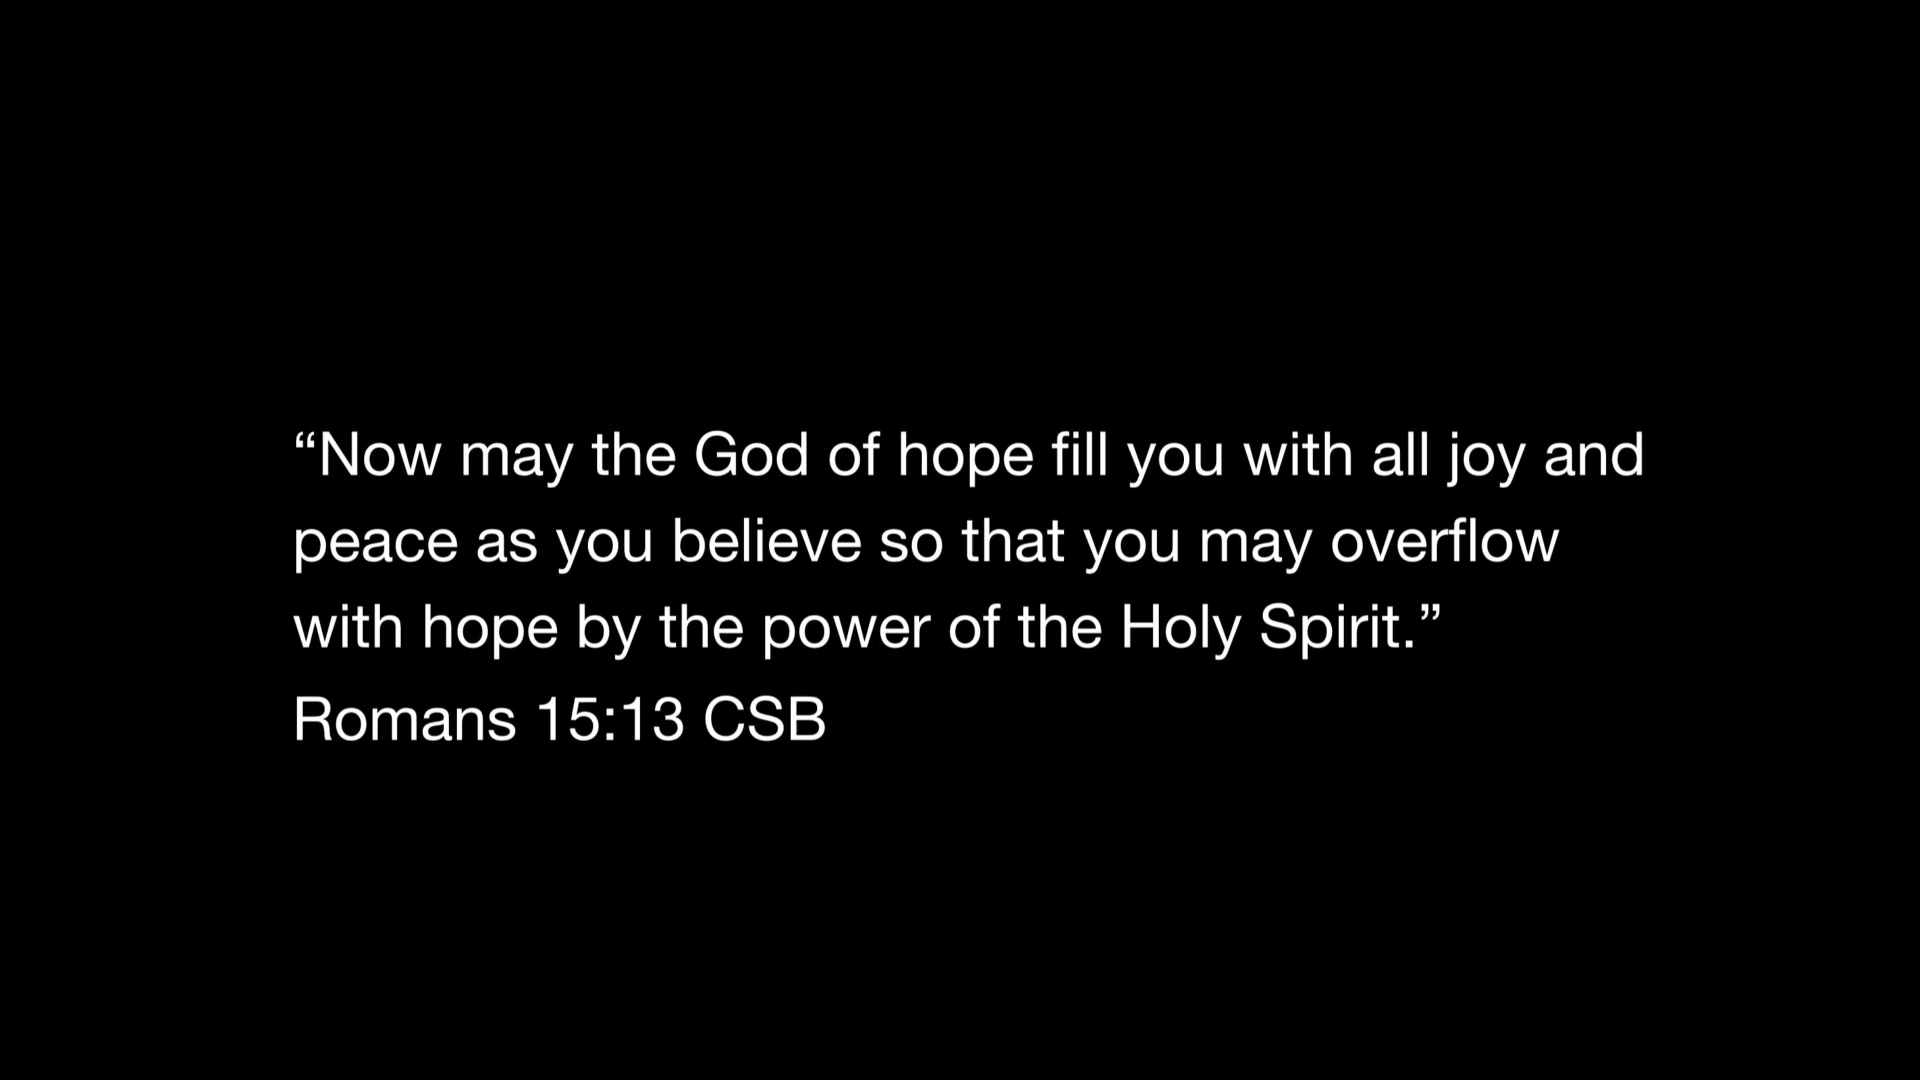 “Now may the God of hope fill you with all joy and
peace as you believe so that you may overflow
with hope by the power of the Holy Spirit.”
Romans 15:13 CSB